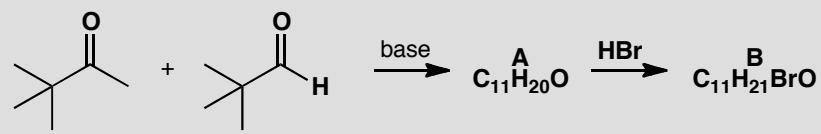 O O
+ H
base
A
C₁₁H₂₀O
HBr
B
C₁₁H₂₁BrO